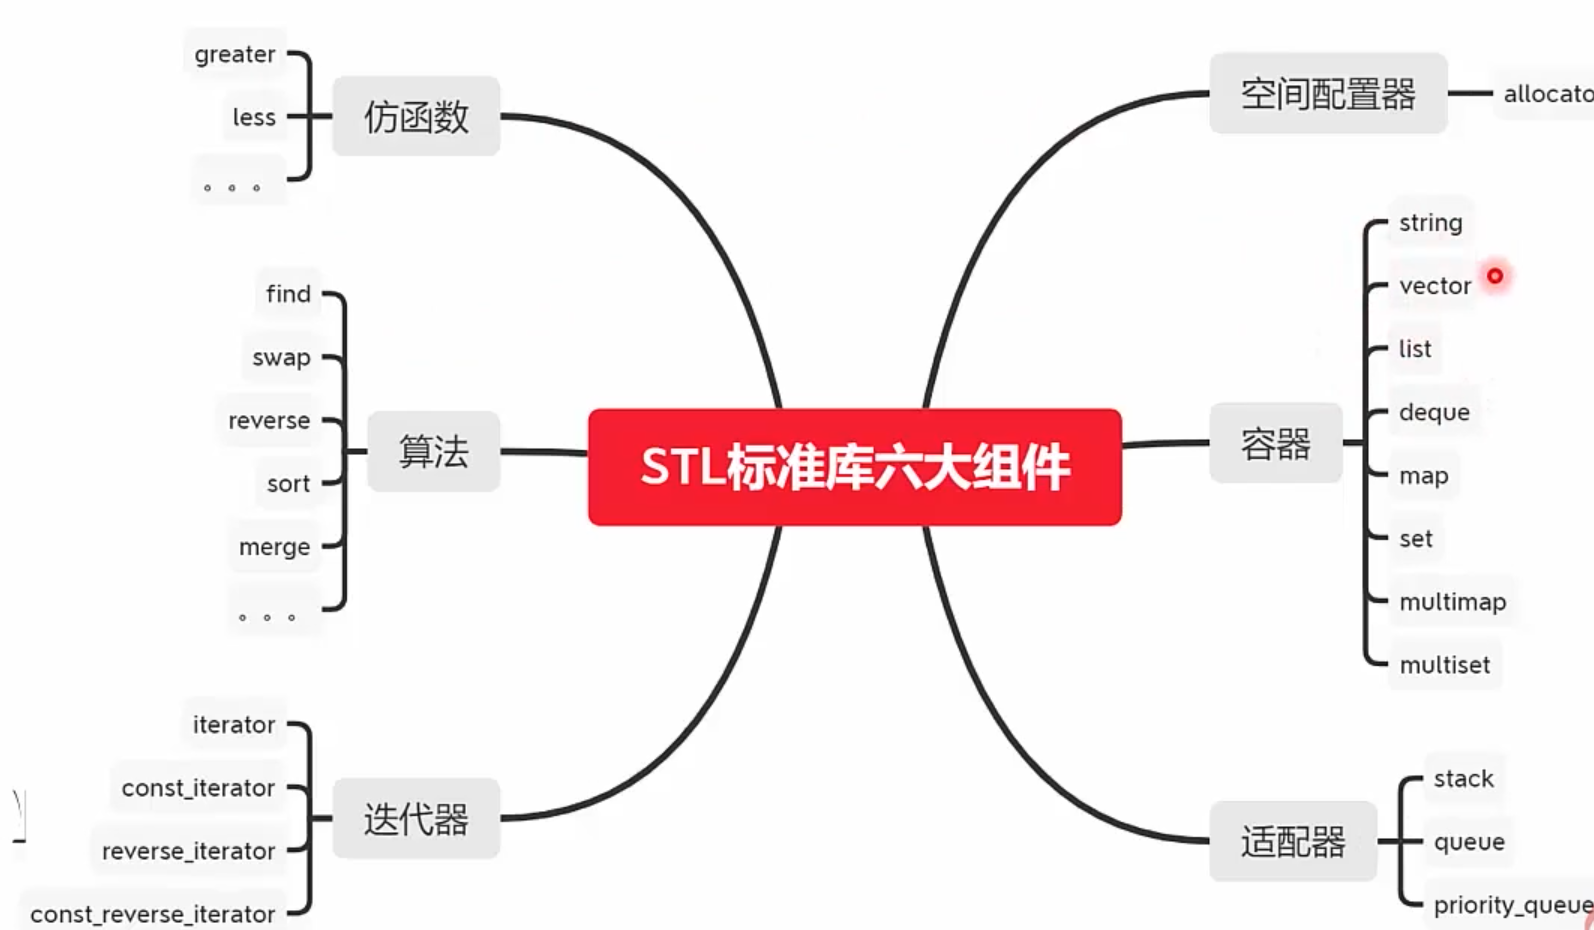 STL标准库六大组件
仿函数
greater
less
。。。
算法
find
swap
reverse
sort
merge
。。。
迭代器
iterator
const_iterator
reverse_iterator
const_reverse_iterator
空间配置器
allocato
容器
string
vector
list
deque
map
set
multimap
multiset
适配器
stack
queue
priority_queue